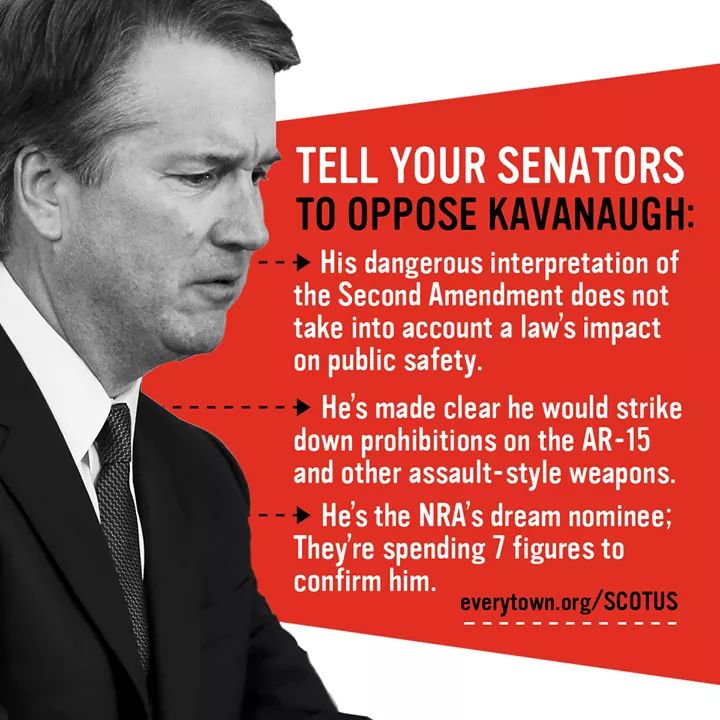 TELL YOUR SENATORS
TO OPPOSE KAVANAUGH:
His dangerous interpretation of
the Second Amendment does not
take into account a law's impact
on public safety.
He's made clear he would strike
down prohibitions on the AR-15
and other assault-style weapons.
He's the NRA's dream nominee;
They're spending 7 figures to
confirm him.
everytown.org/SCOTUS